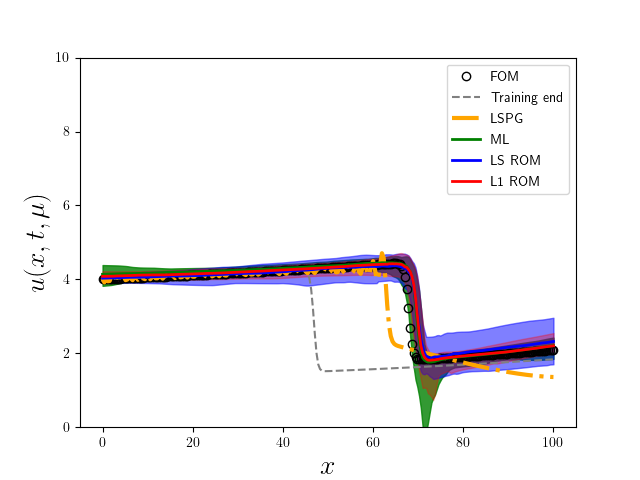 10
8
6
4
2
0
u(x, t, μ)
0 20 40 60 80 100
x
FOM
Training end
LSPG
ML
LS ROM
L1 ROM